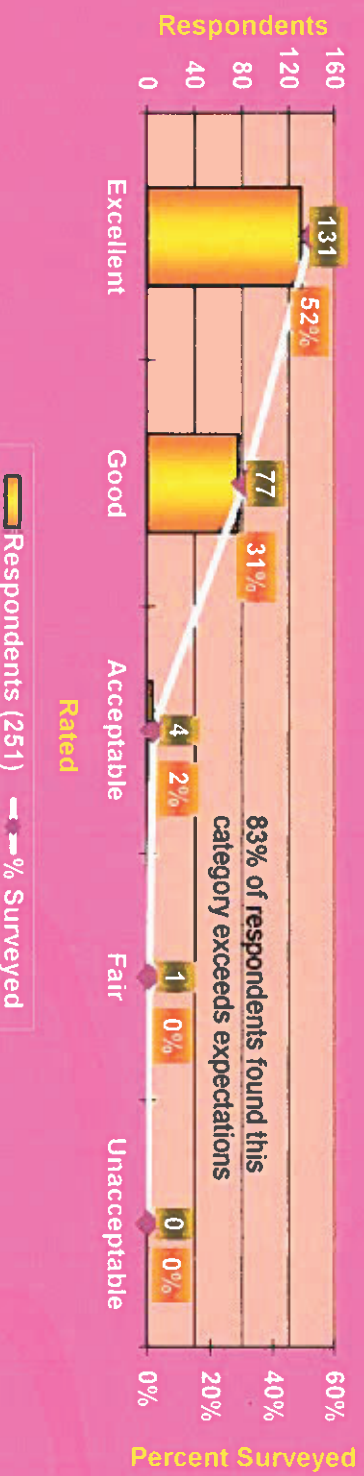 Respondents
160
120
80
40
0
131
52%
77
31%
4
2%
1
0%
0
0%
83% of respondents found this
category exceeds expectations
60%
40%
20%
0%
Percent Surveyed
Excellent
Good
Acceptable
Fair
Unacceptable
Rated
Respondents (251)
% Surveyed